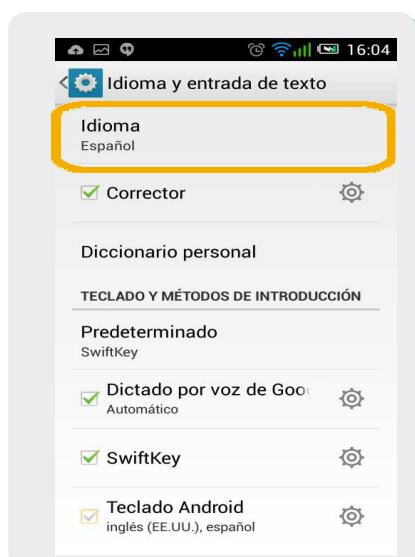 16:04
Idioma y entrada de texto
Idioma
Español
Corrector
Diccionario personal
TECLADO Y MÉTODOS DE INTRODUCCIÓN
Predeterminado
SwiftKey
Dictado por voz de Goo
Automático
SwiftKey
Teclado Android
inglés (EE.UU.), español